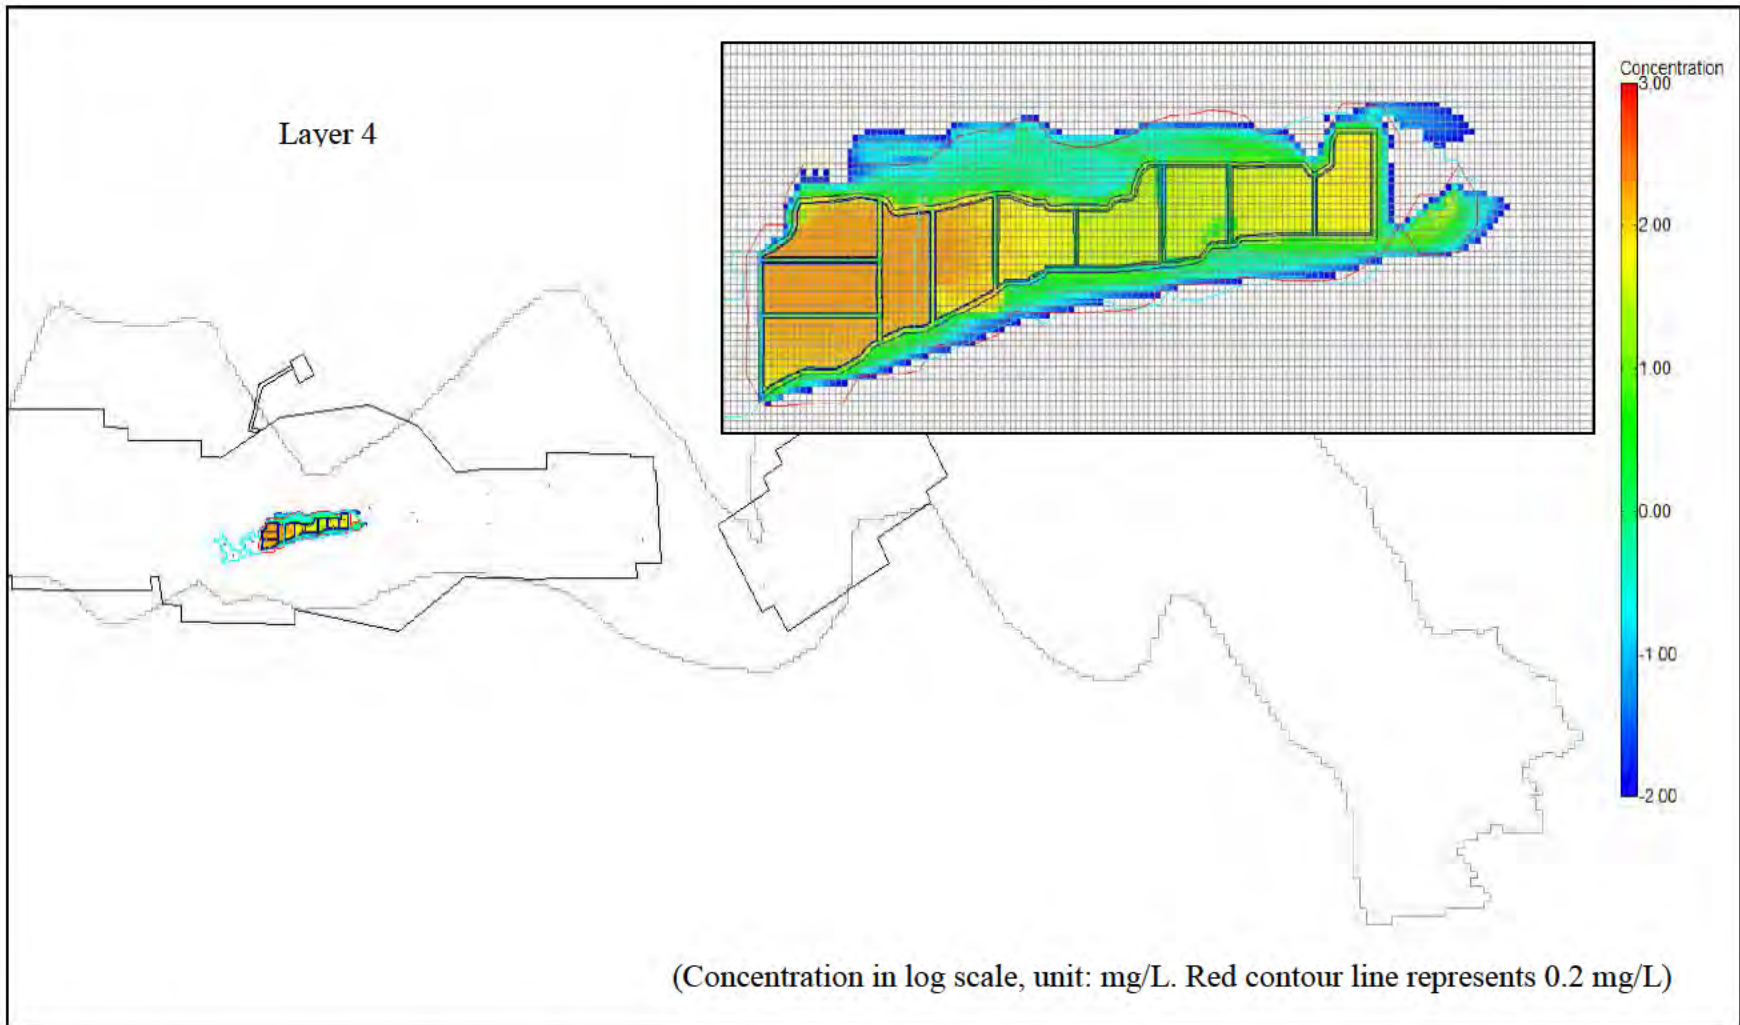 Concentration
3.00
Layer 4
2.00
1.00
0.00
-1.00
-2.00
(Concentration in log scale, unit: mg/L. Red contour line represents 0.2 mg/L)